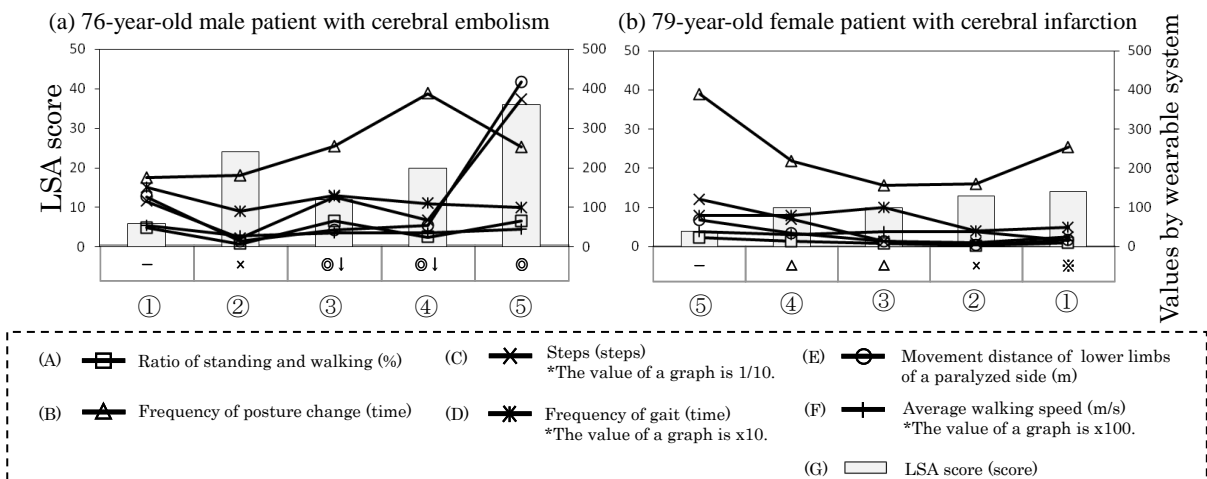 (a) 76-year-old male patient with cerebral embolism
(b) 79-year-old female patient with cerebral infarction
LSA score
50
40
30
20
10
0
500
400
300
200
100
0
– × ◎↓ ◎↓ ◎
① ② ③ ④ ⑤
50
40
30
20
10
0
500
400
300
200
100
0
Values by wearable system
– △ △ × ※
⑤ ④ ③ ② ①
(A) Ratio of standing and walking (%)
(B) Frequency of posture change (time)
(C) Steps (steps)
*The value of a graph is 1/10.
(D) Frequency of gait (time)
*The value of a graph is x10.
(E) Movement distance of lower limbs
of a paralyzed side (m)
(F) Average walking speed (m/s)
*The value of a graph is x100.
(G) LSA score (score)